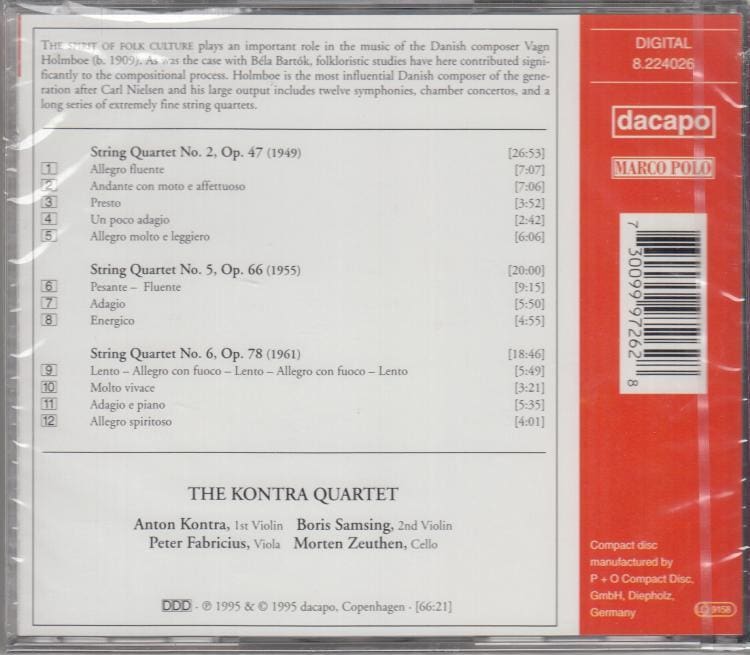 THE SPIRIT OF FOLK CULTURE plays an important role in the music of the Danish composer Vagn
Holmboe (b. 1909). As was the case with Béla Bartók, folkloristic studies have here contributed signi-
ficantly to the compositional process. Holmboe is the most influential Danish composer of the gene-
ration after Carl Nielsen and his large output includes twelve symphonies, chamber concertos, and a
long series of extremely fine string quartets.
String Quartet No. 2, Op. 47 (1949) [26:53]
1 Allegro fluente [7:07]
2 Andante con moto e affettuoso [7:06]
3 Presto [3:52]
4 Un poco adagio [2:42]
5 Allegro molto e leggiero [6:06]
String Quartet No. 5, Op. 66 (1955) [20:00]
6 Pesante – Fluente [9:15]
7 Adagio [5:50]
8 Energico [4:55]
String Quartet No. 6, Op. 78 (1961) [18:46]
9 Lento – Allegro con fuoco – Lento – Allegro con fuoco – Lento [5:49]
10 Molto vivace [3:21]
11 Adagio e piano [5:35]
12 Allegro spiritoso [4:01]
THE KONTRA QUARTET
Anton Kontra, 1st Violin Boris Samsing, 2nd Violin
Peter Fabricius, Viola Morten Zeuthen, Cello
DDD · ℗ 1995 & © 1995 dacapo, Copenhagen · [66:21]
DIGITAL
8.224026
dacapo
MARCO POLO
7 30099 97262 8
Compact disc
manufactured by
P + O Compact Disc,
GmbH, Diepholz,
Germany
LC 9158